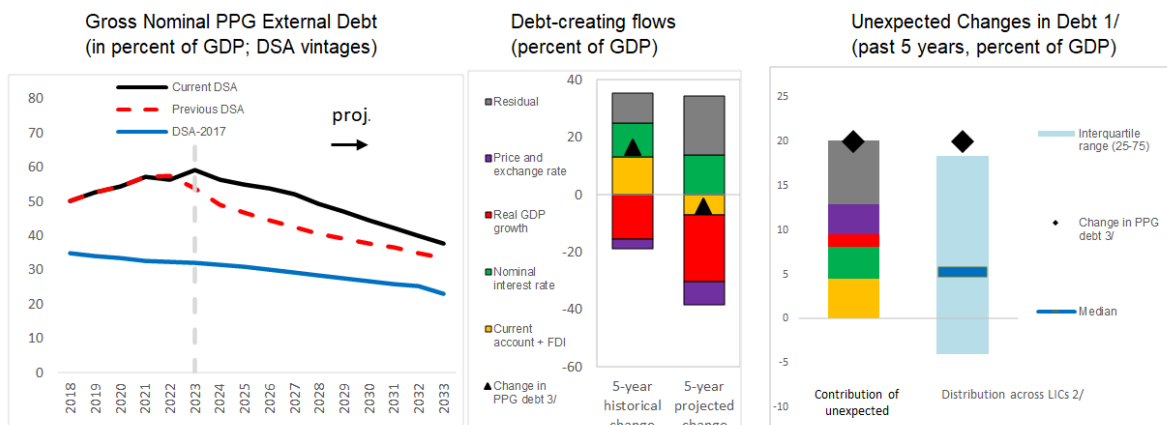 Gross Nominal PPG External Debt
(in percent of GDP; DSA vintages)
Current DSA
Previous DSA
DSA-2017
proj.
80
70
60
50
40
30
20
10
0
2018
2019
2020
2021
2022
2023
2024
2025
2026
2027
2028
2029
2030
2031
2032
2033
Debt-creating flows
(percent of GDP)
Residual
Price and
exchange rate
Real GDP
growth
Nominal
interest rate
Current
account + FDI
Change in
PPG debt 3/
40
20
0
-20
-40
-60
5-year
historical
change
5-year
projected
change
Unexpected Changes in Debt 1/
(past 5 years, percent of GDP)
25
20
15
10
5
0
-5
-10
Contribution of
unexpected
Distribution across LICs 2/
Interquartile
range (25-75)
Change in PPG
debt 3/
Median